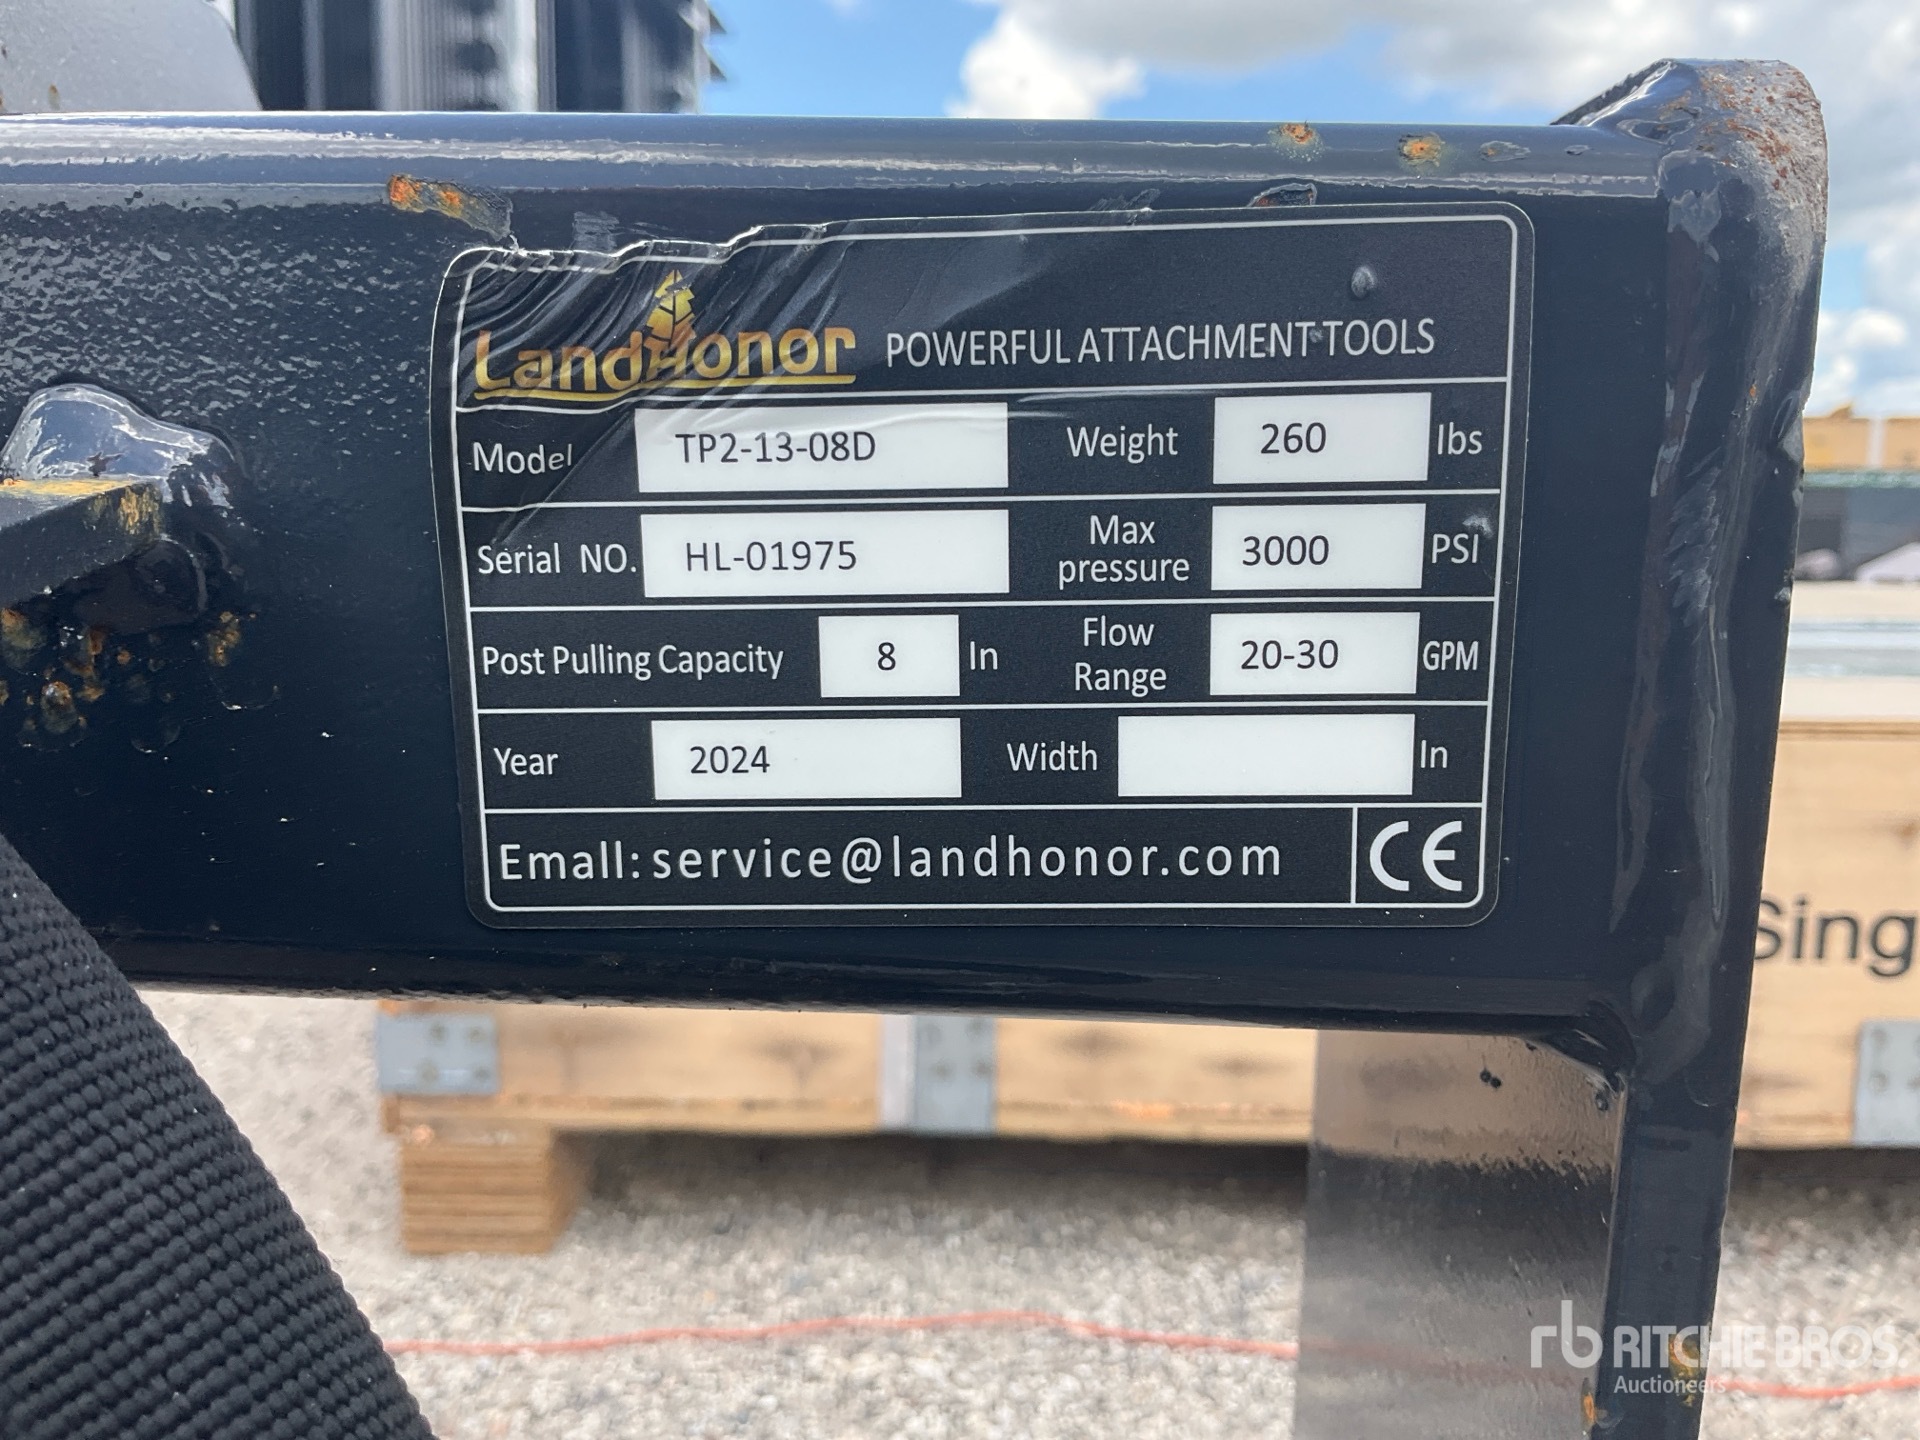 LandHonor POWERFUL ATTACHMENT TOOLS
Model TP2-13-08D Weight 260 lbs
Serial NO. HL-01975 Max pressure 3000 PSI
Post Pulling Capacity 8 In Flow Range 20-30 GPM
Year 2024 Width In
Emall: service@landhonor.com CE
Sing
rb RITCHIE BROS.
Auctioneers